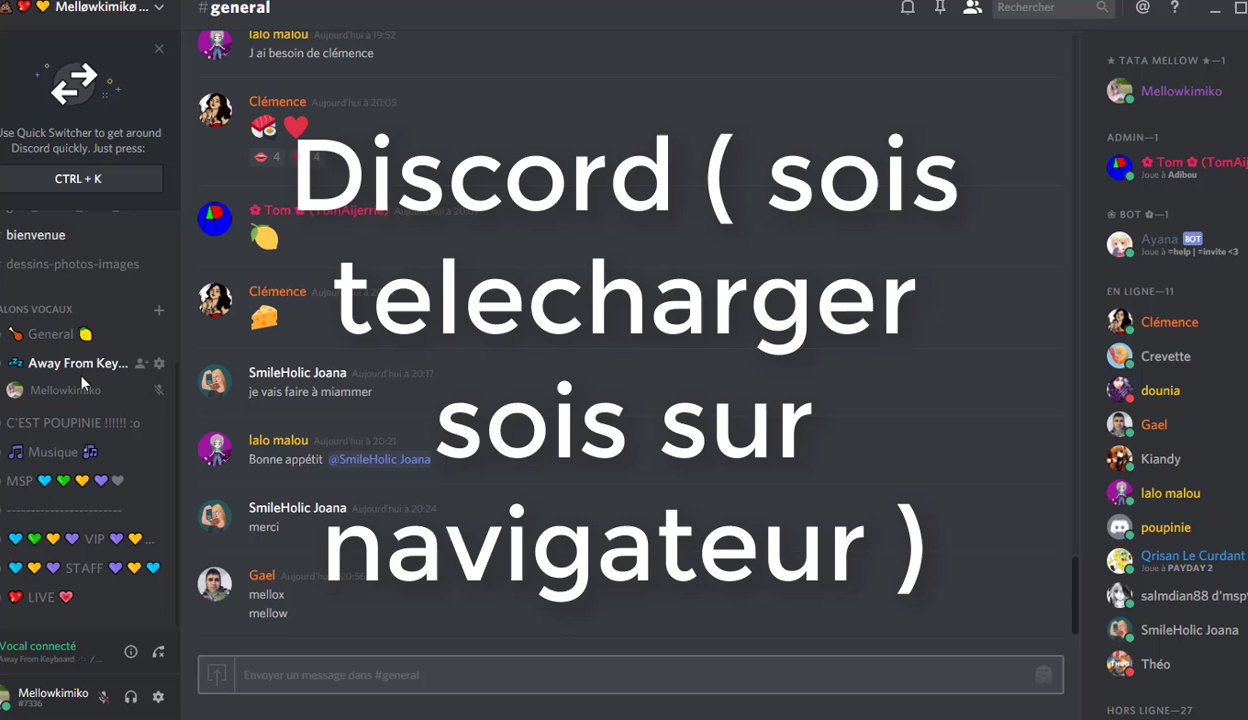 Melløwkimikø ...
# general
Rechercher
lalo malou Aujourd'hui à 19:52
J ai besoin de clémence
Use Quick Switcher to get around
Discord quickly. Just press:
CTRL + K
bienvenue
dessins-photos-images
ALONS VOCAUX
General
Away From Key...
Mellowkimiko
C'EST POUPINIE !!!!!! :o
Musique
MSP
------------------------
VIP ...
STAFF
LIVE
Vocal connecté
Away From Keyboard
Mellowkimiko
#7336
Clémence Aujourd'hui à 20:05
4
4
Tom (TomAijerrie)
Clémence
SmileHolic Joana Aujourd'hui à 20:17
je vais faire à miammer
lalo malou Aujourd'hui à 20:21
Bonne appétit @SmileHolic Joana
SmileHolic Joana Aujourd'hui à 20:24
merci
Gael Aujourd'hui à 20:56
mellox
mellow
Envoyer un message dans #general
Discord ( sois
telecharger
sois sur
navigateur )
★ TATA MELLOW ★—1
Mellowkimiko
ADMIN—1
✿ Tom ✿ (TomAij
Joue à Adibou
❀ BOT ✿—1
Ayana BOT
Joue à =help | =invite <3
EN LIGNE—11
Clémence
Crevette
dounia
Gael
Kiandy
lalo malou
poupinie
Qrisan Le Curdant
Joue à PAYDAY 2
salmdian88 d'msp
SmileHolic Joana
Théo
HORS LIGNE—27